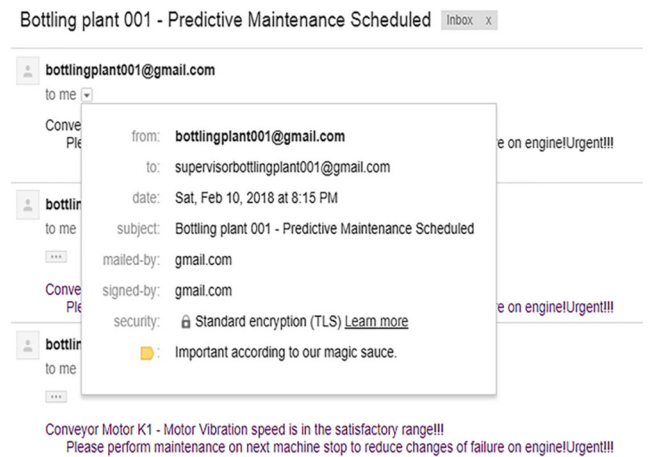 Bottling plant 001 - Predictive Maintenance Scheduled Inbox x
bottlingplant001@gmail.com
to me
Conve
Ple e on engine!Urgent!!!
from: bottlingplant001@gmail.com
to: supervisorbottlingplant001@gmail.com
date: Sat, Feb 10, 2018 at 8:15 PM
subject: Bottling plant 001 - Predictive Maintenance Scheduled
mailed-by: gmail.com
signed-by: gmail.com
security: Standard encryption (TLS) Learn more
: Important according to our magic sauce.
bottlin
to me
...
Conve
Ple e on engine!Urgent!!!
bottlin
to me
...
Conveyor Motor K1 - Motor Vibration speed is in the satisfactory range!!!
Please perform maintenance on next machine stop to reduce changes of failure on engine!Urgent!!!